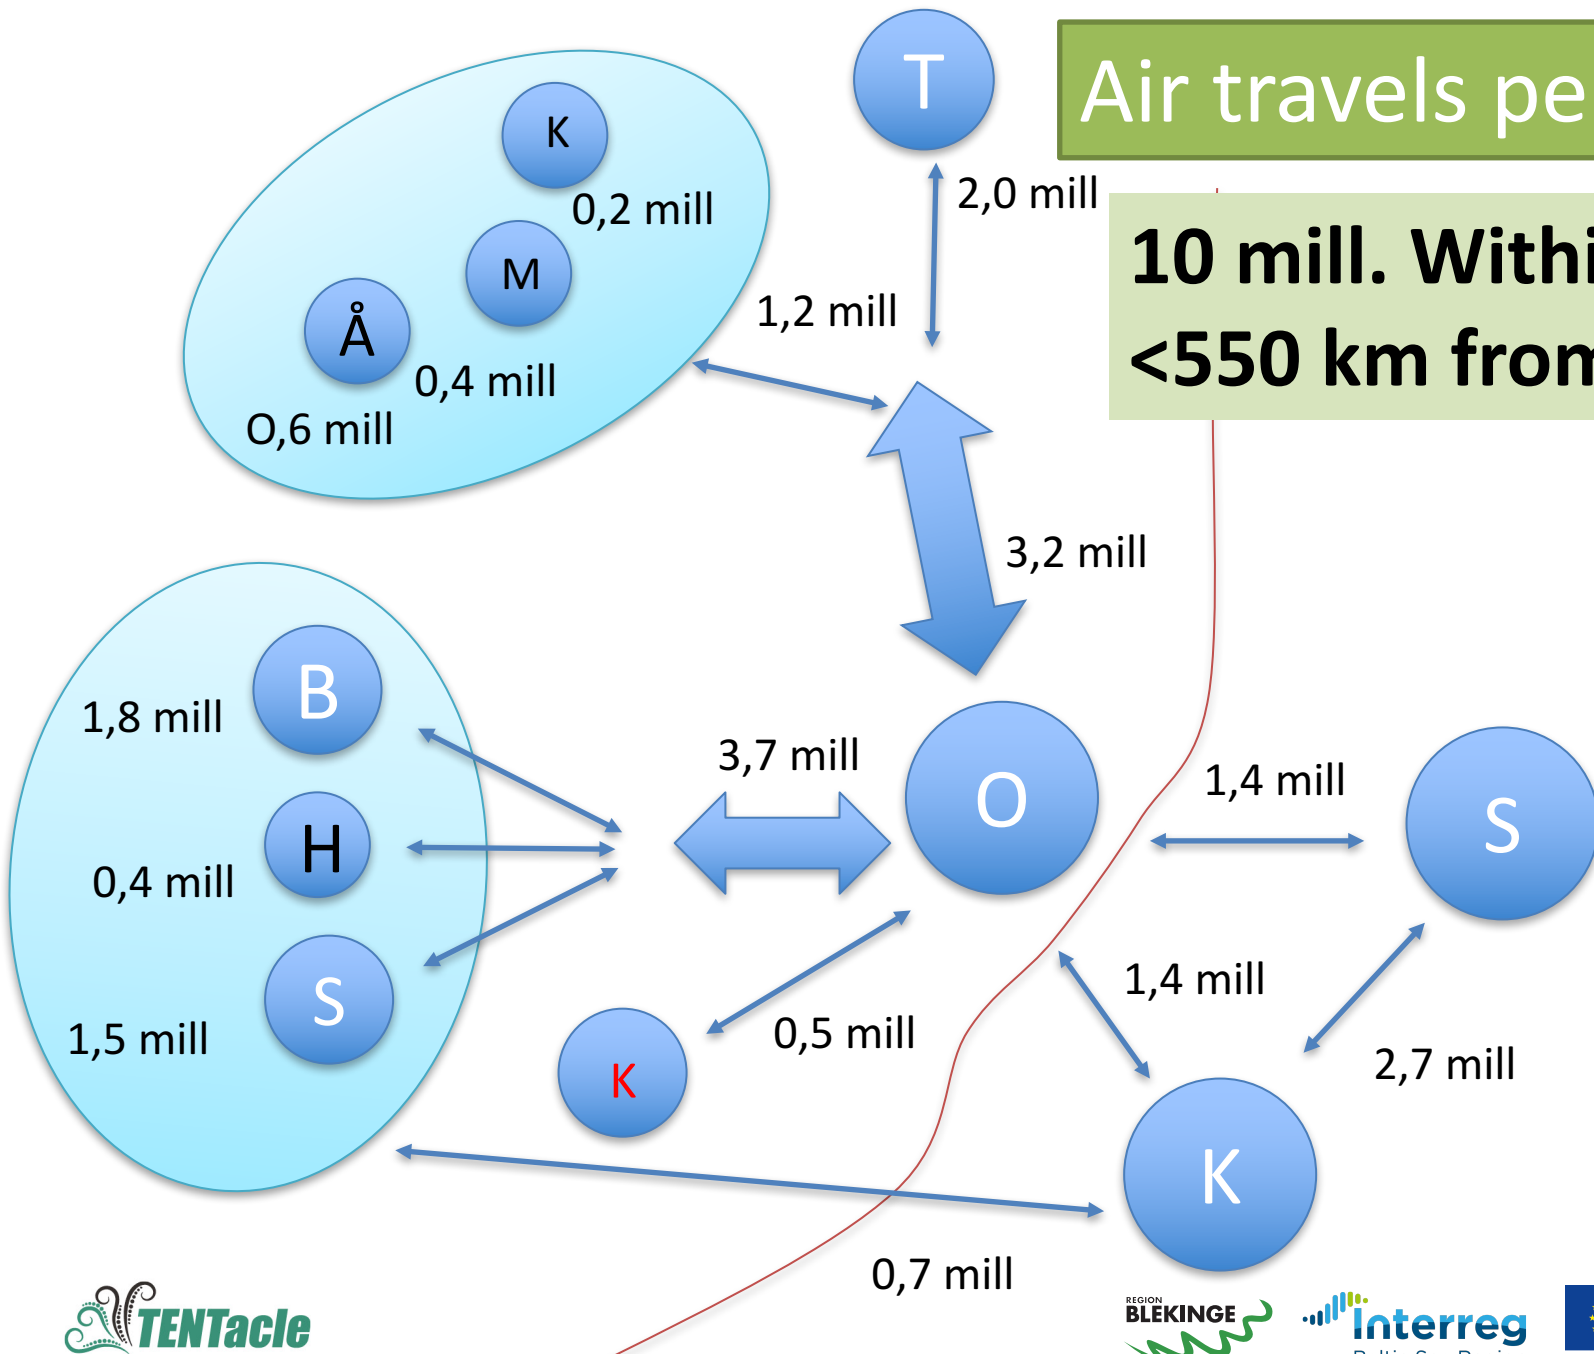 T
Air travels pe
K
0,2 mill
2,0 mill
M
10 mill. Withi
<550 km from
Å
1,2 mill
0,4 mill
O,6 mill
3,2 mill
B
1,8 mill
3,7 mill
O
1,4 mill
S
H
0,4 mill
S
1,5 mill
1,4 mill
0,5 mill
2,7 mill
K
K
0,7 mill
TENTacle
REGION
BLEKINGE
Interreg
Baltic Sea Region